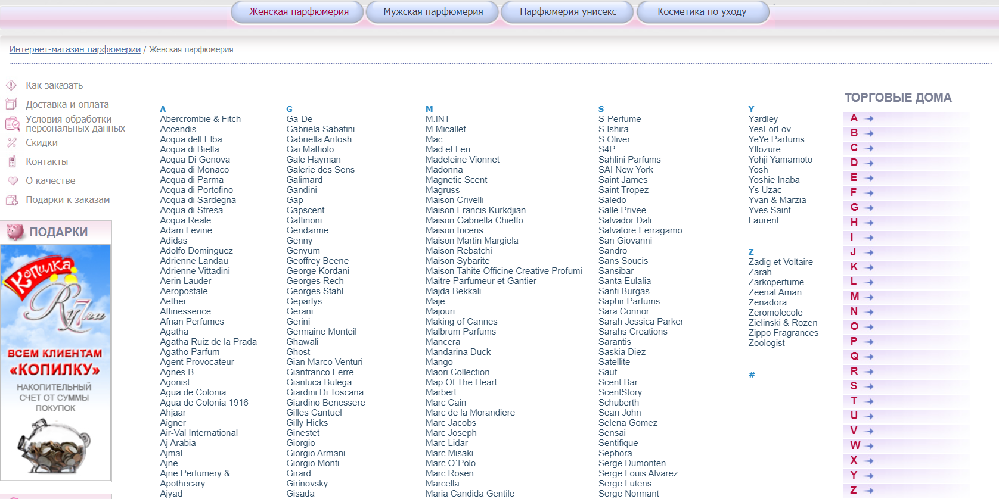 Женская парфюмерия
Мужская парфюмерия
Парфюмерия унисекс
Косметика по уходу
Интернет-магазин парфюмерии / Женская парфюмерия
Как заказать
Доставка и оплата
Условия обработки
персональных данных
Скидки
Контакты
О качестве
Подарки к заказам
ПОДАРКИ
Копилка
Ry7.ru
ВСЕМ КЛИЕНТАМ
«КОПИЛКУ»
НАКОПИТЕЛЬНЫЙ
СЧЕТ ОТ СУММЫ
ПОКУПОК
A
Abercrombie & Fitch
Accendis
Acqua dell Elba
Acqua di Biella
Acqua Di Genova
Acqua di Monaco
Acqua di Parma
Acqua di Portofino
Acqua di Sardegna
Acqua di Stresa
Acqua Reale
Adam Levine
Adidas
Adolfo Dominguez
Adrienne Landau
Adrienne Vittadini
Aerin Lauder
Aeropostale
Aether
Affinessence
Afnan Perfumes
Agatha
Agatha Ruiz de la Prada
Agatho Parfum
Agent Provocateur
Agnes B
Agonist
Agua de Colonia
Agua de Colonia 1916
Ahjaar
Aigner
Air-Val International
Aj Arabia
Ajmal
Ajne
Ajne Perfumery &
Apothecary
Ajyad
G
Ga-De
Gabriela Sabatini
Gabriella Antosh
Gai Mattiolo
Gale Hayman
Galerie des Sens
Galimard
Gandini
Gap
Gapscent
Gattinoni
Gendarme
Genny
Genyum
Geoffrey Beene
George Kordani
Georges Rech
Georges Stahl
Geparlys
Gerani
Gerini
Germaine Monteil
Ghawali
Ghost
Gian Marco Venturi
Gianfranco Ferre
Gianluca Bulega
Giardini Di Toscana
Giardino Benessere
Gilles Cantuel
Gilly Hicks
Ginestet
Giorgio
Giorgio Armani
Giorgio Monti
Girard
Girinovsky
Gisada
M
M.INT
M.Micallef
Mac
Mad et Len
Madeleine Vionnet
Madonna
Magnetic Scent
Magruss
Maison Crivelli
Maison Francis Kurkdjian
Maison Gabriella Chieffo
Maison Incens
Maison Martin Margiela
Maison Rebatchi
Maison Sybarite
Maison Tahite Officine Creative Profumi
Maitre Parfumeur et Gantier
Majda Bekkali
Maje
Majouri
Making of Cannes
Malbrum Parfums
Mancera
Mandarina Duck
Mango
Maori Collection
Map Of The Heart
Marbert
Marc Cain
Marc de la Morandiere
Marc Jacobs
Marc Joseph
Marc Lidar
Marc Misaki
Marc O`Polo
Marc Rosen
Marcella
Maria Candida Gentile
S
S-Perfume
S.Ishira
S.Oliver
S4P
Sahlini Parfums
SAI New York
Saint James
Saint Tropez
Saledo
Salle Privee
Salvador Dali
Salvatore Ferragamo
San Giovanni
Sandro
Sans Soucis
Sansibar
Santa Eulalia
Santi Burgas
Saphir Parfums
Sara Connor
Sarah Jessica Parker
Sarahs Creations
Sarantis
Saskia Diez
Satellite
Sauf
Scent Bar
ScentStory
Schuberth
Sean John
Selena Gomez
Sensai
Sentifique
Sephora
Serge Dumonten
Serge Louis Alvarez
Serge Lutens
Serge Normant
Y
Yardley
YesForLov
YeYe Parfums
Yllozure
Yohji Yamamoto
Yosh
Yoshie Inaba
Ys Uzac
Yvan & Marzia
Yves Saint
Laurent
Z
Zadig et Voltaire
Zarah
Zarkoperfume
Zeenat Aman
Zenadora
Zeromolecole
Zielinski & Rozen
Zippo Fragrances
Zoologist
#
ТОРГОВЫЕ ДОМА
A
B
C
D
E
F
G
H
I
J
K
L
M
N
O
P
Q
R
S
T
U
V
W
X
Y
Z